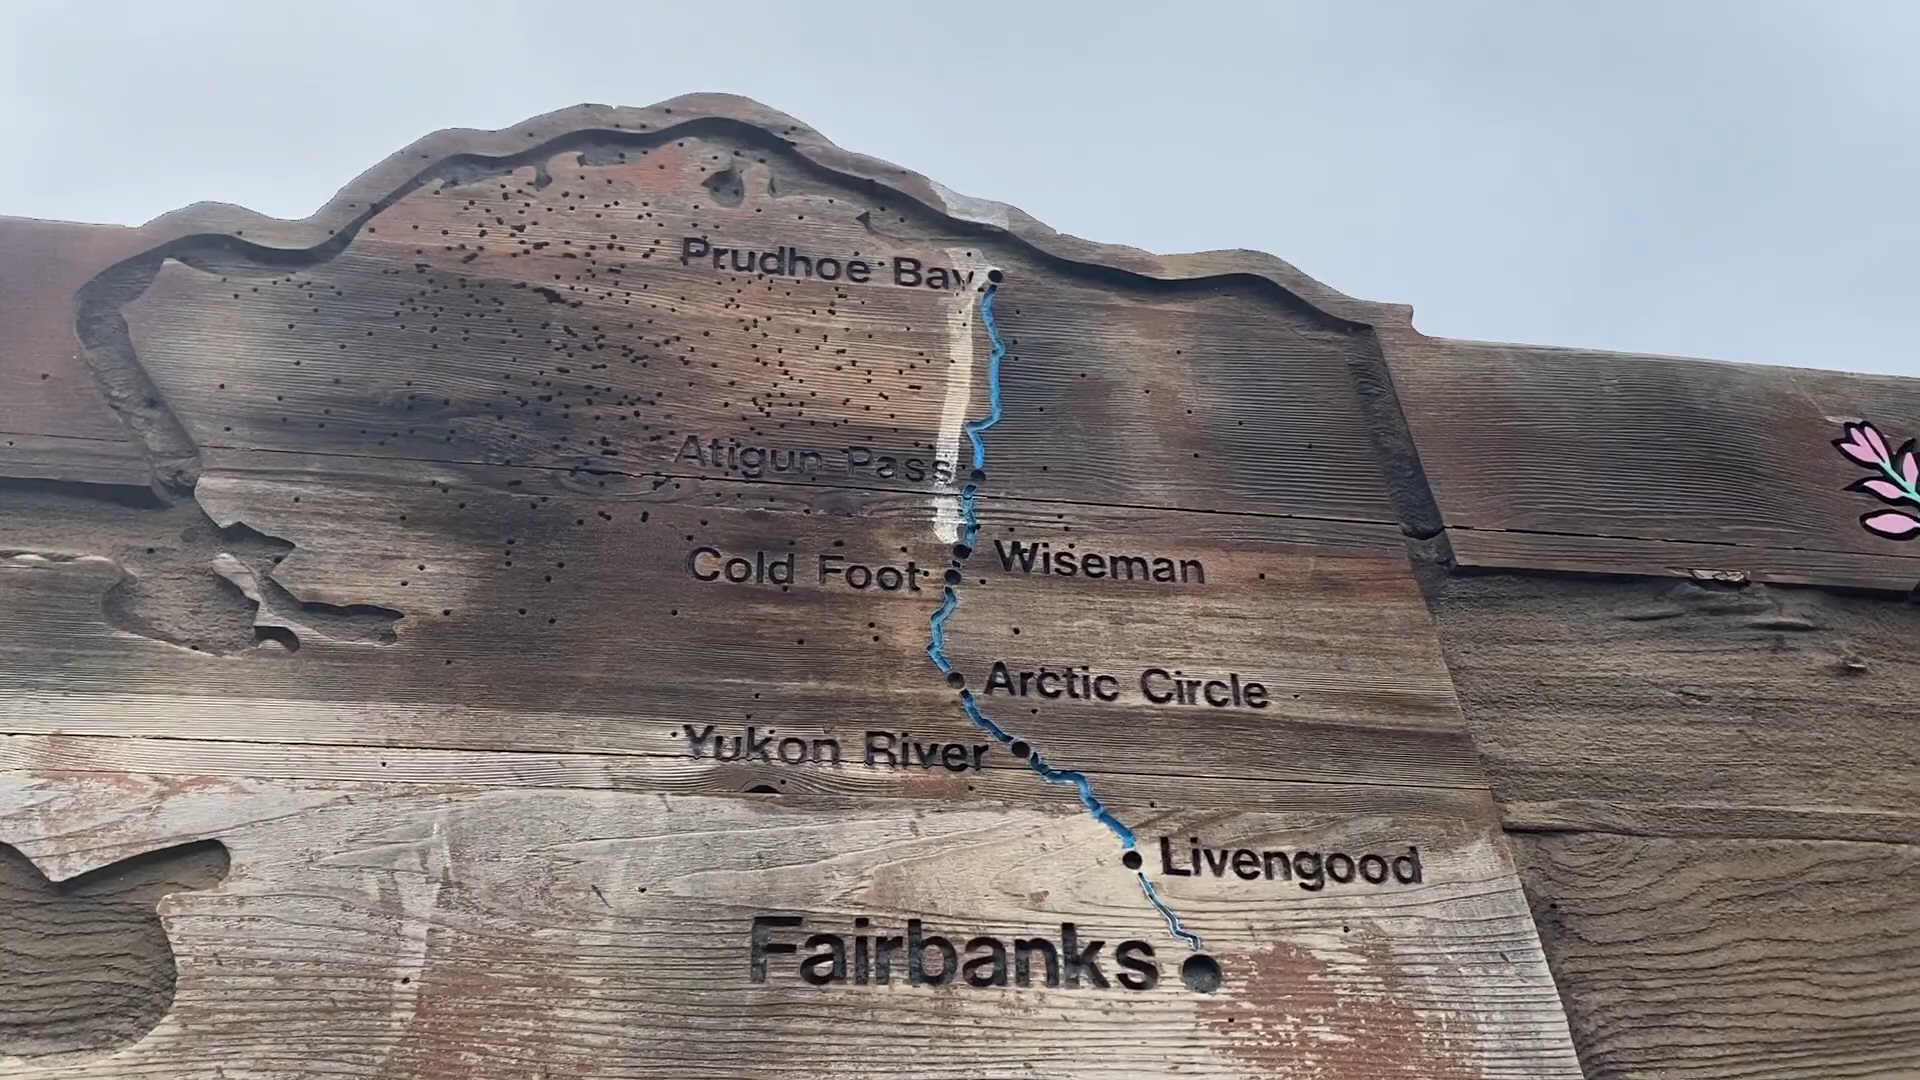 Prudhoe Bay
Atigun Pass
Wiseman
Cold Foot
Arctic Circle
Yukon River
Livengood
Fairbanks